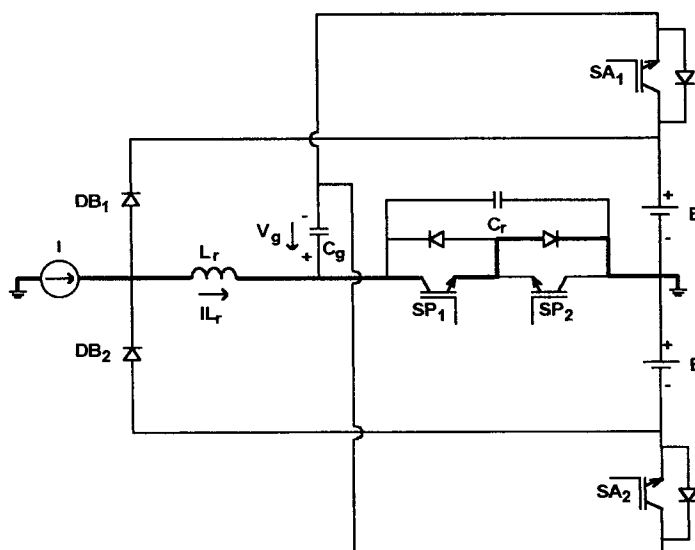 SA1
DB1
+
E
-
-
Vg
Cg
+
Cr
I
Lr
ILr
SP1
SP2
DB2
+
E
-
SA2